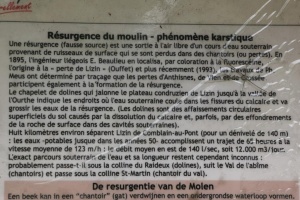 Résurgence du moulin - phénomène karstique
Une résurgence (fausse source) est une sortie à l'air libre d'un cours d'eau souterrain
provenant de ruisseaux de surface qui se sont perdus dans des chantoirs (ou pertes). En
1895, l'ingénieur liégeois E. Beaulieu en localisa, par coloration à la fluorescéine,
l'origine à la « perte de Lizin » (Ouffet) et plus récemment (1993), des travaux de Ph
Meus ont déterminé par traçage que les pertes d'Anthisnes, de
participent également à la formation de la résurgence.
Le chapelet de dolines qui jalonne le plateau condruzien de Lizin jusqu'à la vallée de
l'Ourthe indique les endroits où l'eau souterraine coule dans les fissures du calcaire et va
grossir les eaux de la résurgence. (Les dolines sont des affaissements circulaires
superficiels du sol causés par la dissolution du calcaire et, parfois, par des effondrements
de la roche de surface dans des cavités souterraines).
Huit kilomètres environ séparent Lizin de Comblain-au-Pont (pour un dénivelé de 140 m)
: les eaux -potables jusque dans les années 50- accomplissent un trajet de 65 heures à la
vitesse moyenne de 123 m/h ; le débit moyen en est de 140 l/sec, soit 12.000 m3/jour.
L'exact parcours souterrain de l'eau et sa longueur restent cependant inconnus :
probablement passe-t-il sous la colline du Raideu (chantoir), suit le Val de l'abîme
(chantoirs) et passe sous la colline St-Martin (chantoir du val).
De resurgentie van de Molen
Een beek kan in een "chantoir" (gat) verdwijnen en een ondergrondse waterloop vormen.